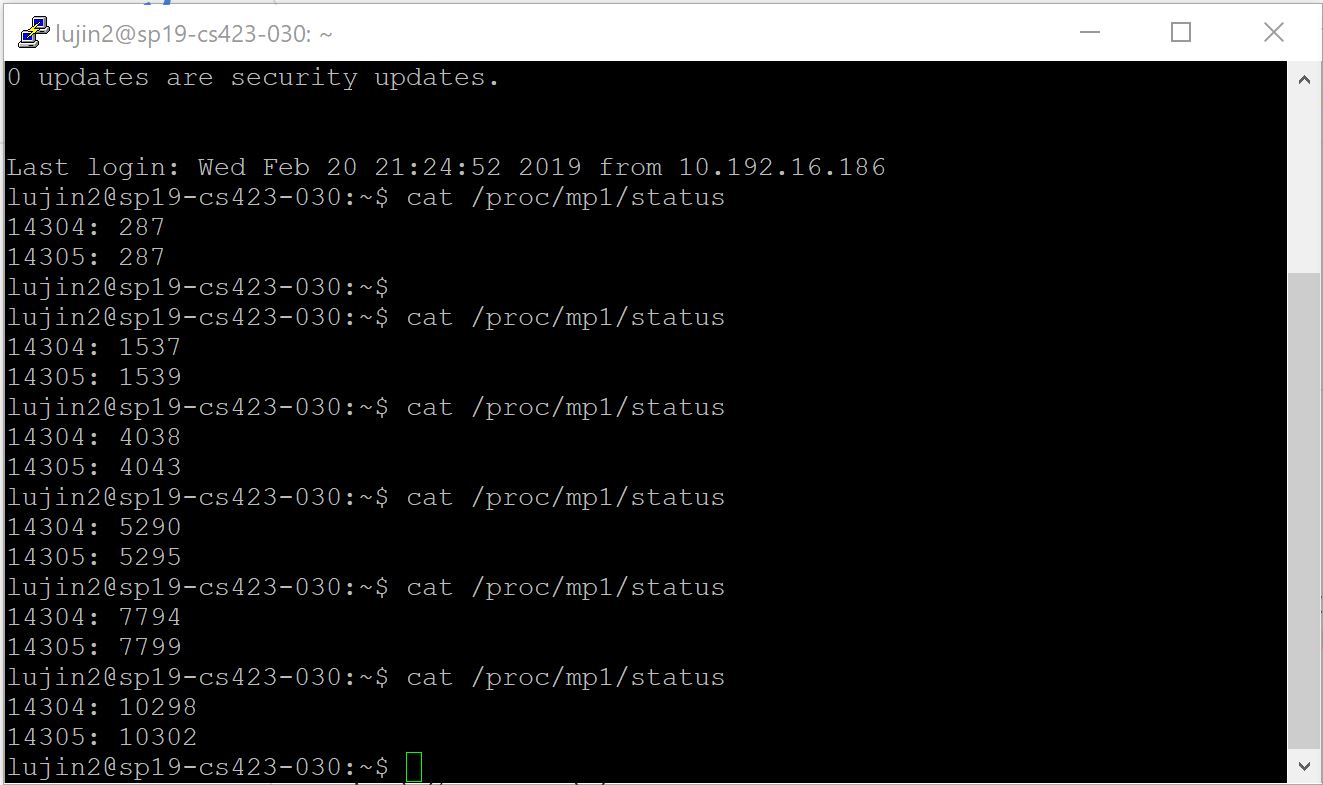 lujin2@sp19-cs423-030: ~
0 updates are security updates.
Last login: Wed Feb 20 21:24:52 2019 from 10.192.16.186
lujin2@sp19-cs423-030:~$ cat /proc/mp1/status
14304: 287
14305: 287
lujin2@sp19-cs423-030:~$
lujin2@sp19-cs423-030:~$ cat /proc/mp1/status
14304: 1537
14305: 1539
lujin2@sp19-cs423-030:~$ cat /proc/mp1/status
14304: 4038
14305: 4043
lujin2@sp19-cs423-030:~$ cat /proc/mp1/status
14304: 5290
14305: 5295
lujin2@sp19-cs423-030:~$ cat /proc/mp1/status
14304: 7794
14305: 7799
lujin2@sp19-cs423-030:~$ cat /proc/mp1/status
14304: 10298
14305: 10302
lujin2@sp19-cs423-030:~$